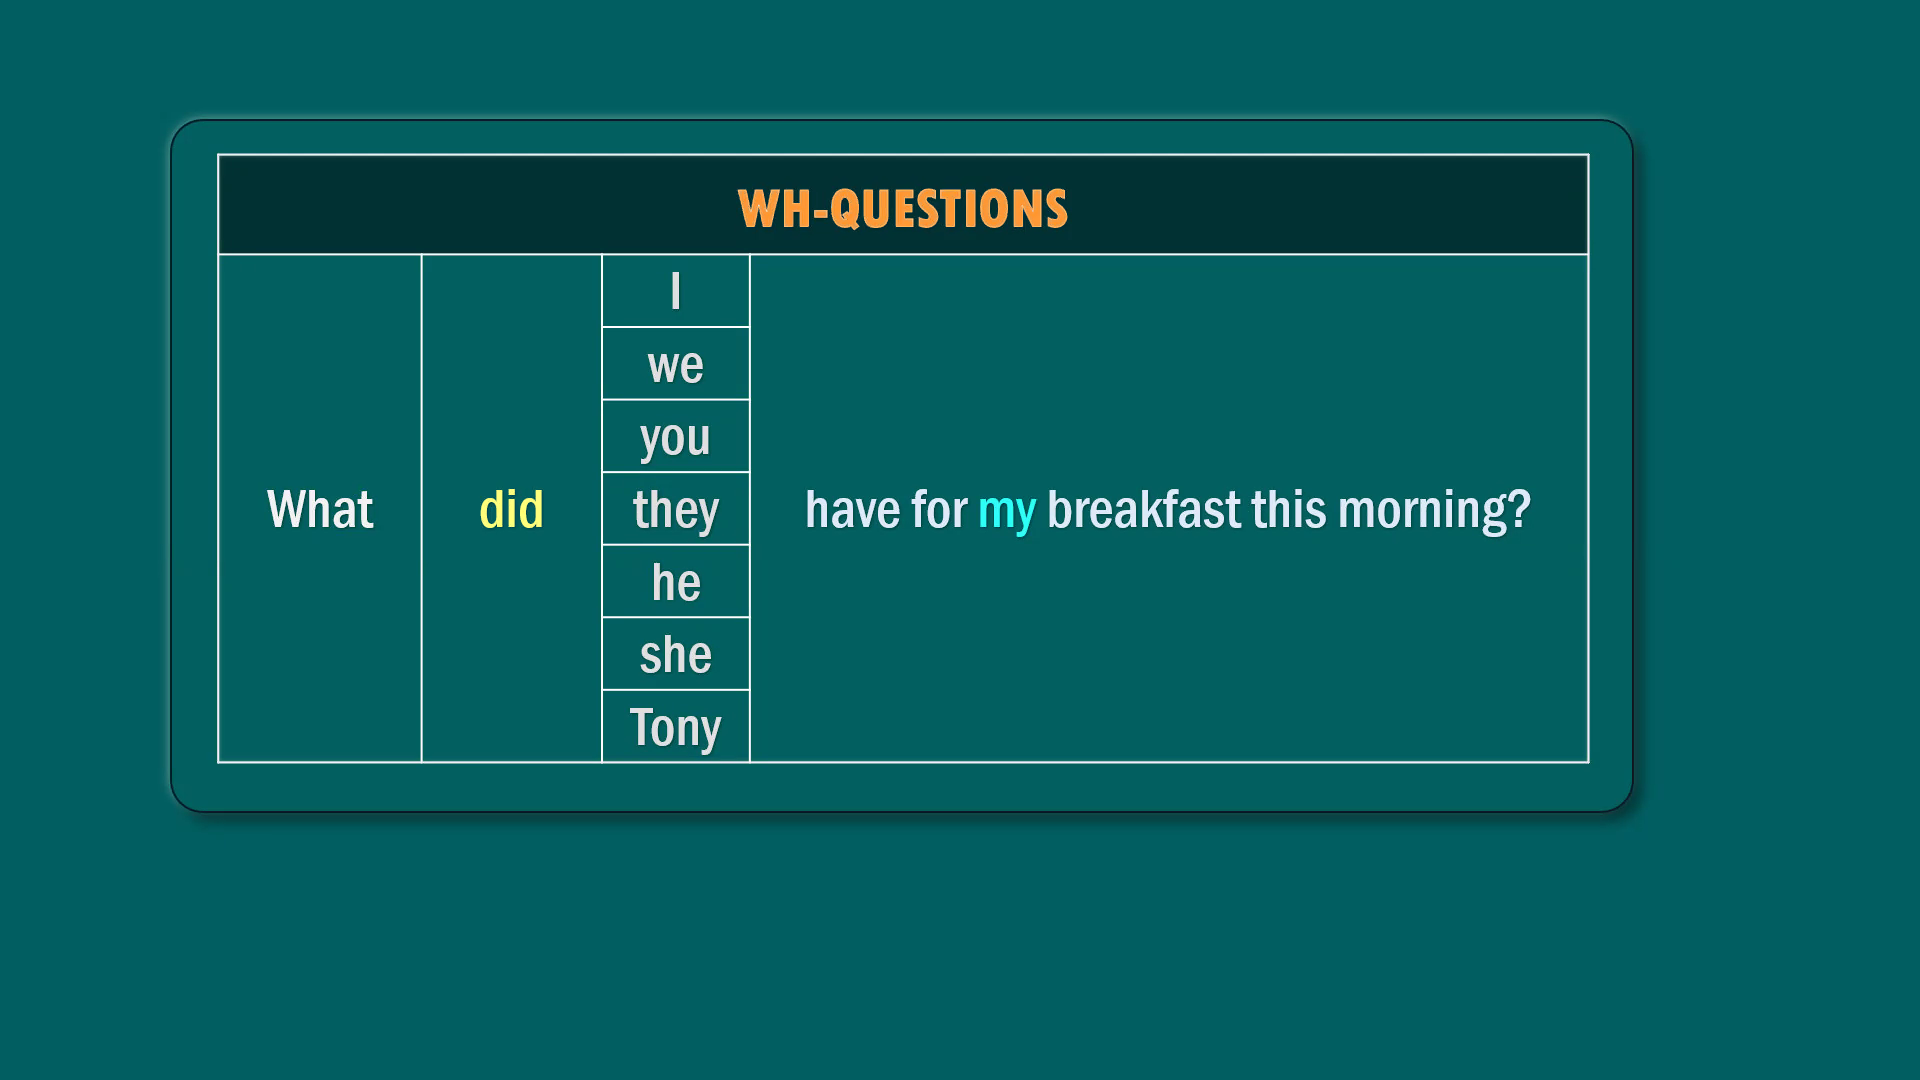 WH-QUESTIONS
I
we
you
What did they have for my breakfast this morning?
he
she
Tony